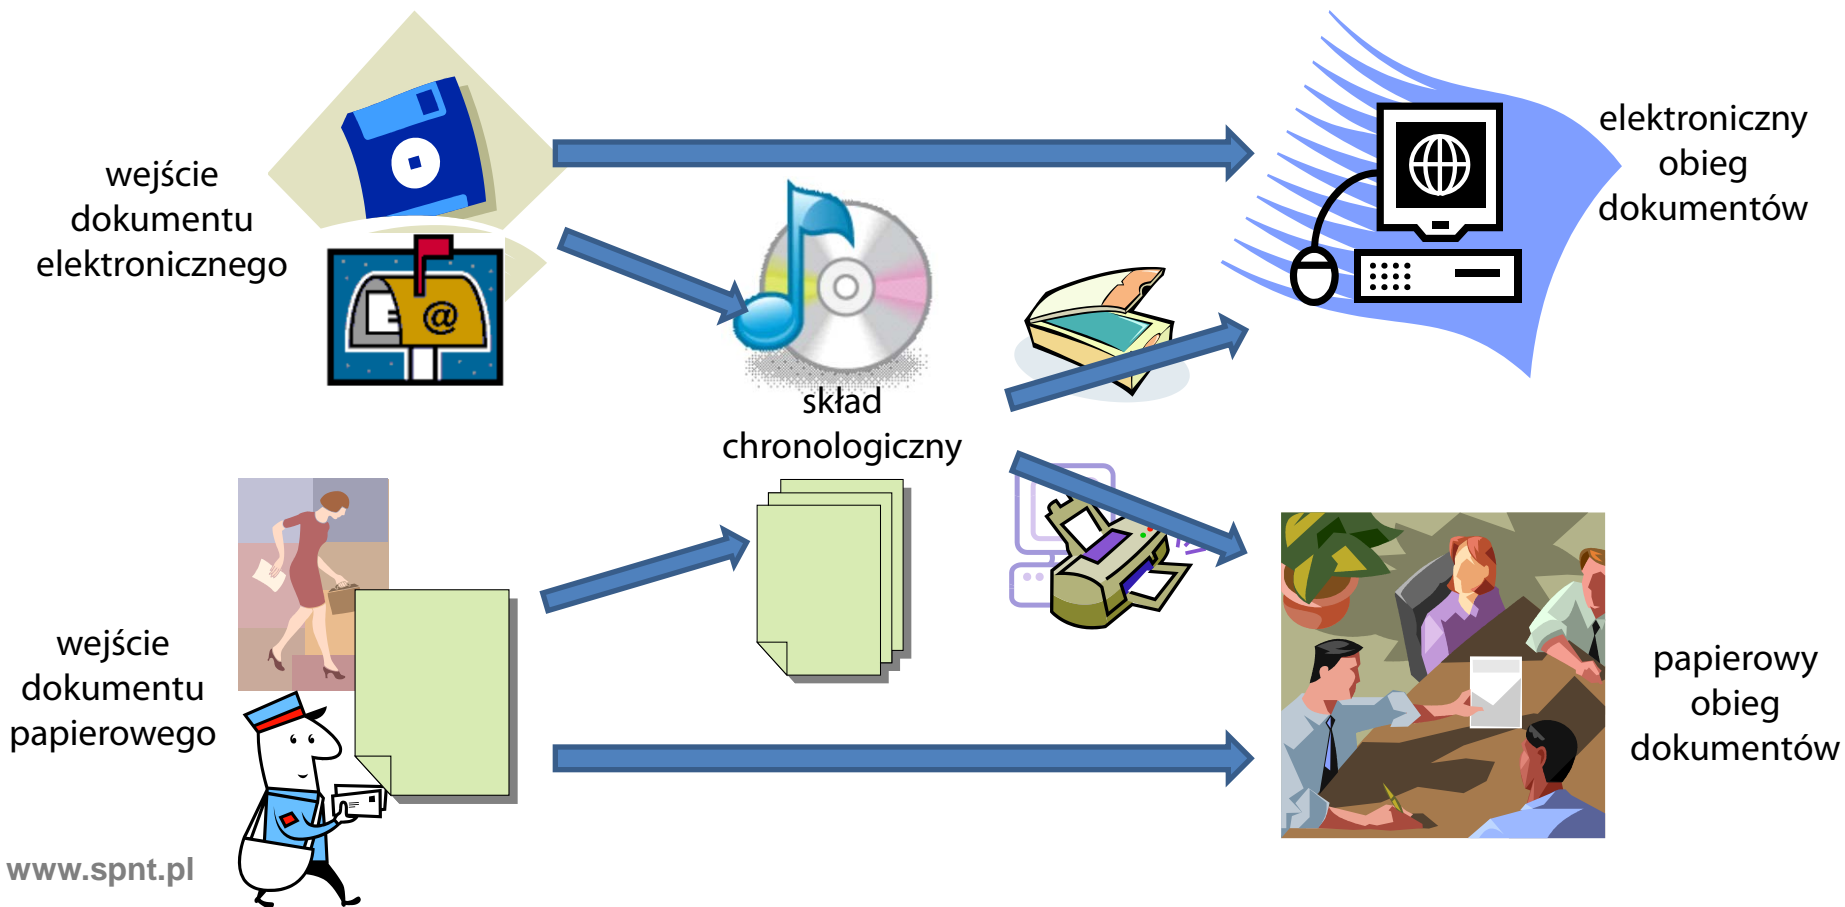 wejście
dokumentu
elektronicznego
@
elektroniczny
obieg
dokumentów
skład
chronologiczny
wejście
dokumentu
papierowego
papierowy
obieg
dokumentów
www.spnt.pl